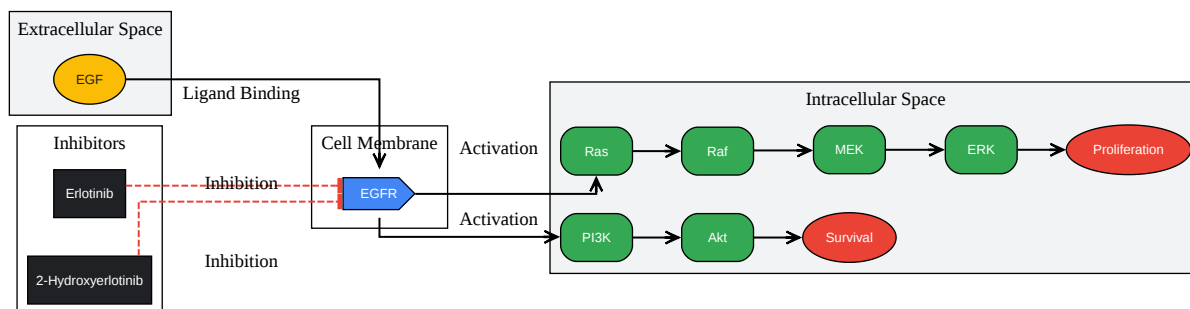 Extracellular Space
EGF
Ligand Binding
Inhibitors
Erlotinib
2-Hydroxyerlotinib
Inhibition
Inhibition
Cell Membrane
EGFR
Activation
Activation
Intracellular Space
Ras
Raf
MEK
ERK
Proliferation
PI3K
Akt
Survival